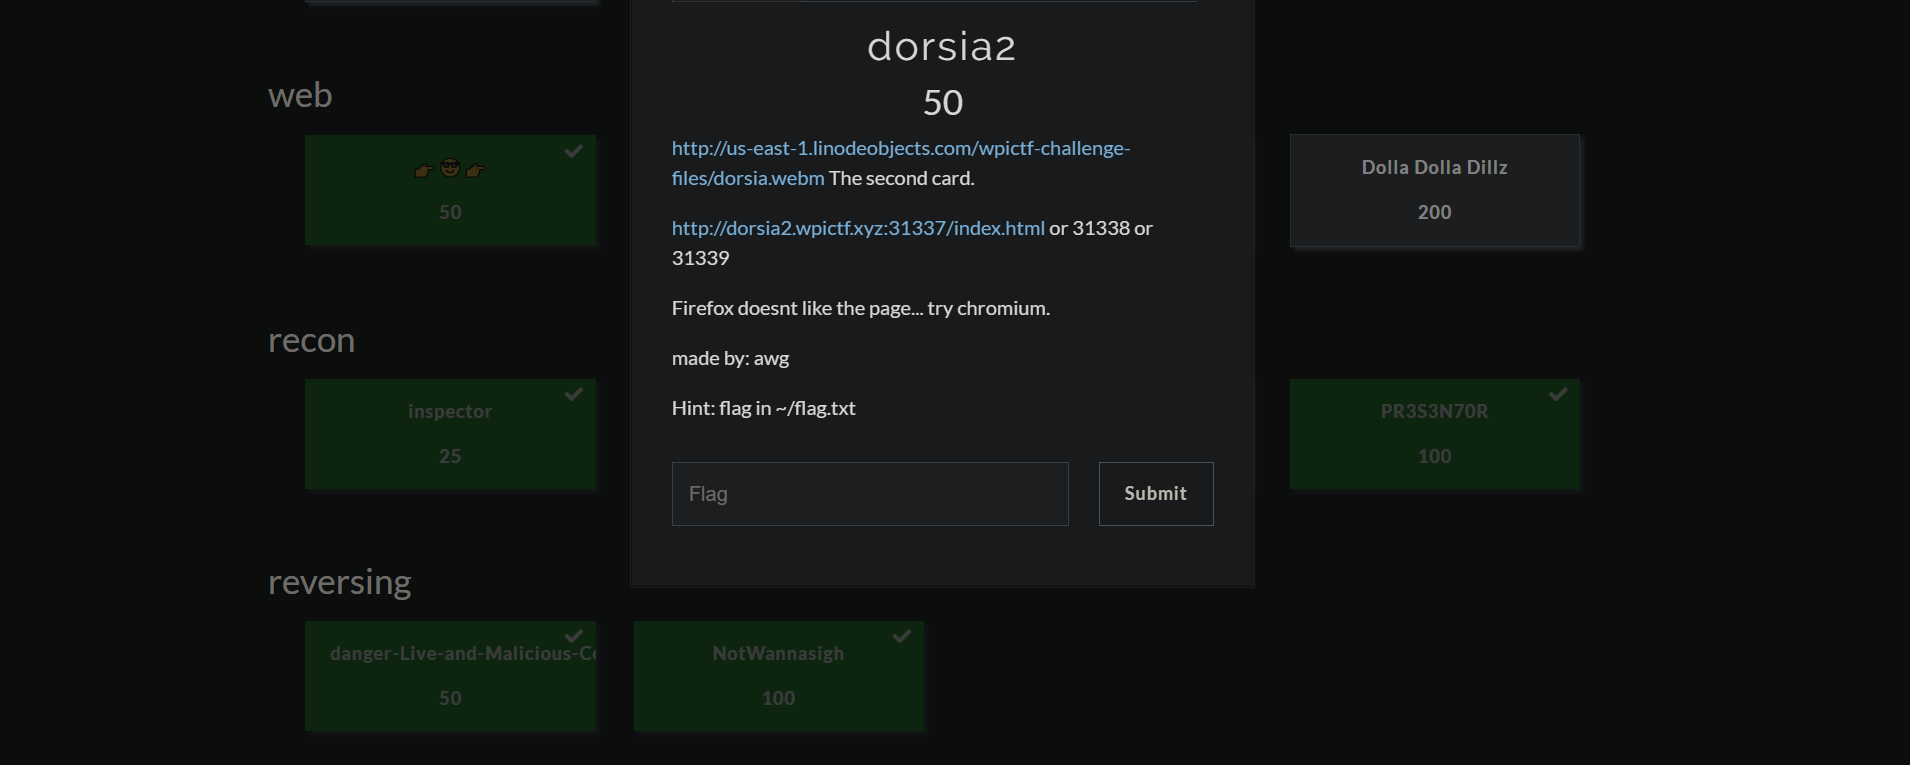 dorsia2
50
http://us-east-1.linodeobjects.com/wpictf-challenge-
files/dorsia.webm The second card.
http://dorsia2.wpictf.xyz:31337/index.html or 31338 or
31339
Firefox doesnt like the page... try chromium.
made by: awg
Hint: flag in ~/flag.txt
Flag
Submit
web
50
Dolla Dolla Dillz
200
recon
inspector
25
PR3S3N70R
100
reversing
danger-Live-and-Malicious-Co
50
NotWannasigh
100